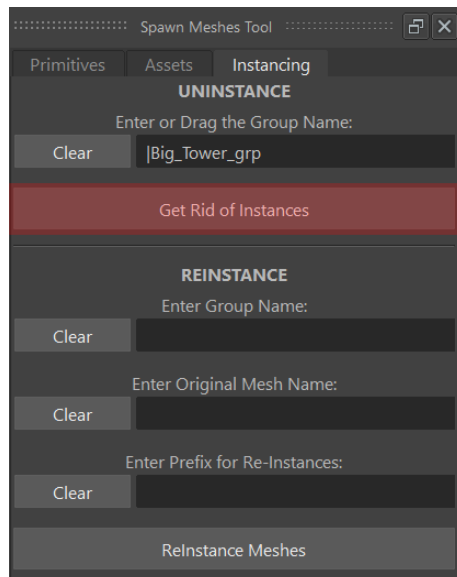 Spawn Meshes Tool
Primitives Assets Instancing
UNINSTANCE
Enter or Drag the Group Name:
Clear |Big_Tower_grp
Get Rid of Instances
REINSTANCE
Enter Group Name:
Clear
Enter Original Mesh Name:
Clear
Enter Prefix for Re-Instances:
Clear
ReInstance Meshes